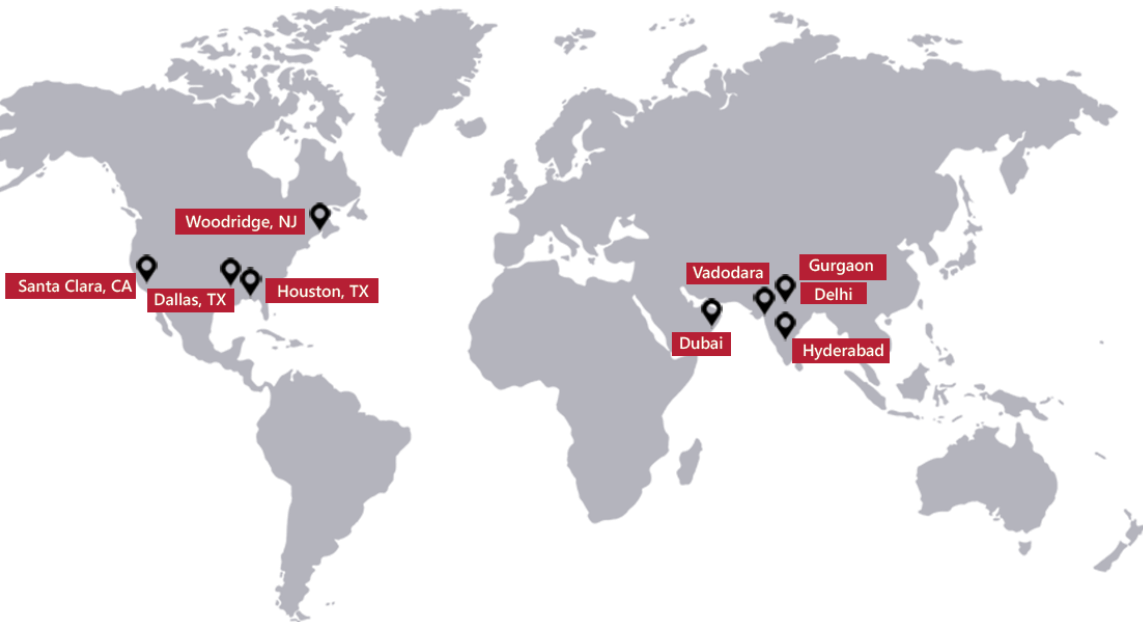 Woodridge, NJ
Santa Clara, CA
Dallas, TX
Houston, TX
Vadodara
Gurgaon
Delhi
Dubai
Hyderabad